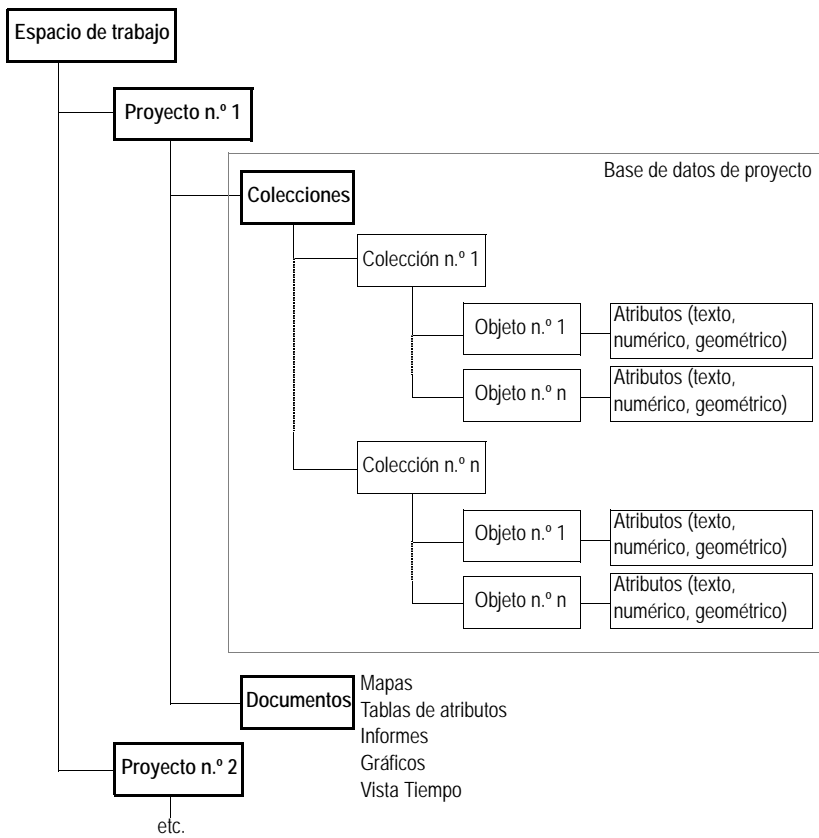 Espacio de trabajo
Proyecto n.º 1
Base de datos de proyecto
Colecciones
Colección n.º 1
Objeto n.º 1
Atributos (texto,
numérico, geométrico)
Objeto n.º n
Atributos (texto,
numérico, geométrico)
Colección n.º n
Objeto n.º 1
Atributos (texto,
numérico, geométrico)
Objeto n.º n
Atributos (texto,
numérico, geométrico)
Documentos
Mapas
Tablas de atributos
Informes
Gráficos
Vista Tiempo
Proyecto n.º 2
etc.